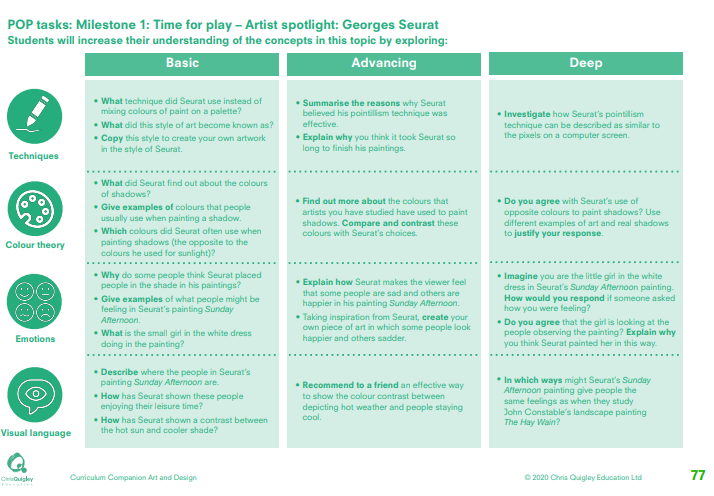 POP tasks: Milestone 1: Time for play – Artist spotlight: Georges Seurat
Students will increase their understanding of the concepts in this topic by exploring:
Basic
Advancing
Deep
Techniques
• What technique did Seurat use instead of
mixing colours of paint on a palette?
• What did this style of art become known as?
• Copy this style to create your own artwork
in the style of Seurat.
• Summarise the reasons why Seurat
believed his pointillism technique was
effective.
• Explain why you think it took Seurat so
long to finish his paintings.
• Investigate how Seurat's pointillism
technique can be described as similar to
the pixels on a computer screen.
Colour theory
• What did Seurat find out about the colours
of shadows?
• Give examples of colours that people
usually use when painting a shadow.
• Which colours did Seurat often use when
painting shadows (the opposite to the
colours he used for sunlight)?
• Find out more about the colours that
artists you have studied have used to paint
shadows. Compare and contrast these
colours with Seurat's choices.
• Do you agree with Seurat's use of
opposite colours to paint shadows? Use
different examples of art and real shadows
to justify your response.
Emotions
• Why do some people think Seurat placed
people in the shade in his paintings?
• Give examples of what people might be
feeling in Seurat's painting Sunday
Afternoon.
• What is the small girl in the white dress
doing in the painting?
• Explain how Seurat makes the viewer feel
that some people are sad and others are
happier in his painting Sunday Afternoon.
• Taking inspiration from Seurat, create your
own piece of art in which some people look
happier and others sadder.
• Imagine you are the little girl in the white
dress in Seurat's Sunday Afternoon painting.
How would you respond if someone asked
how you were feeling?
• Do you agree that the girl is looking at the
people observing the painting? Explain why
you think Seurat painted her in this way.
Visual language
• Describe where the people in Seurat's
painting Sunday Afternoon are.
• How has Seurat shown these people
enjoying their leisure time?
• How has Seurat shown a contrast between
the hot sun and cooler shade?
• Recommend to a friend an effective way
to show the colour contrast between
depicting hot weather and people staying
cool.
• In which ways might Seurat's Sunday
Afternoon painting give people the
same feelings as when they study
John Constable's landscape painting
The Hay Wain?
ChrisQuigley
EDUCATION
Curriculum Companion Art and Design
© 2020 Chris Quigley Education Ltd
77